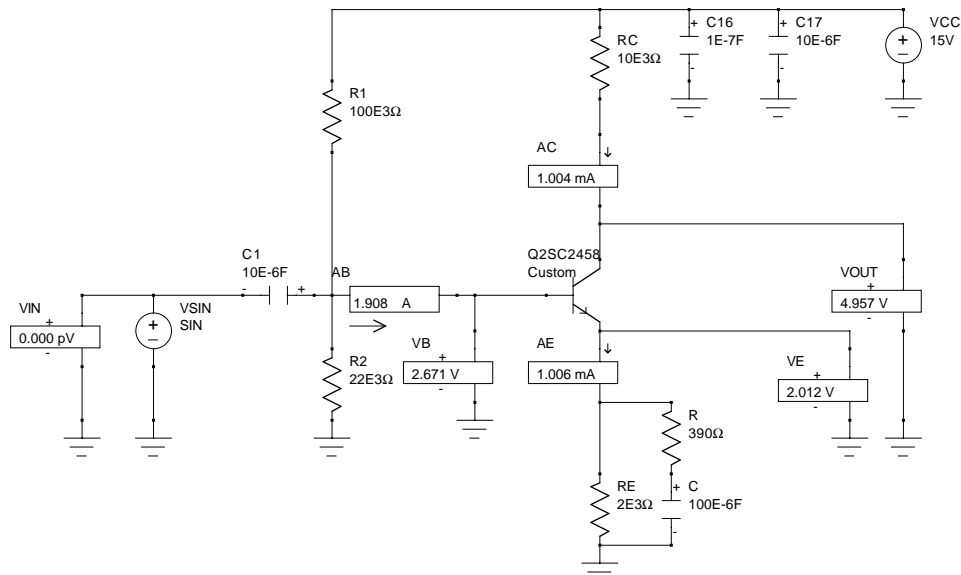 C16
1E-7F
C17
10E-6F
VCC
15V
RC
10E3Ω
R1
100E3Ω
AC
1.004 mA
C1
10E-6F
AB
1.908 A
Q2SC2458
Custom
VOUT
4.957 V
VIN
0.000 pV
VSIN
SIN
R2
22E3Ω
VB
2.671 V
AE
1.006 mA
VE
2.012 V
R
390Ω
RE
2E3Ω
C
100E-6F